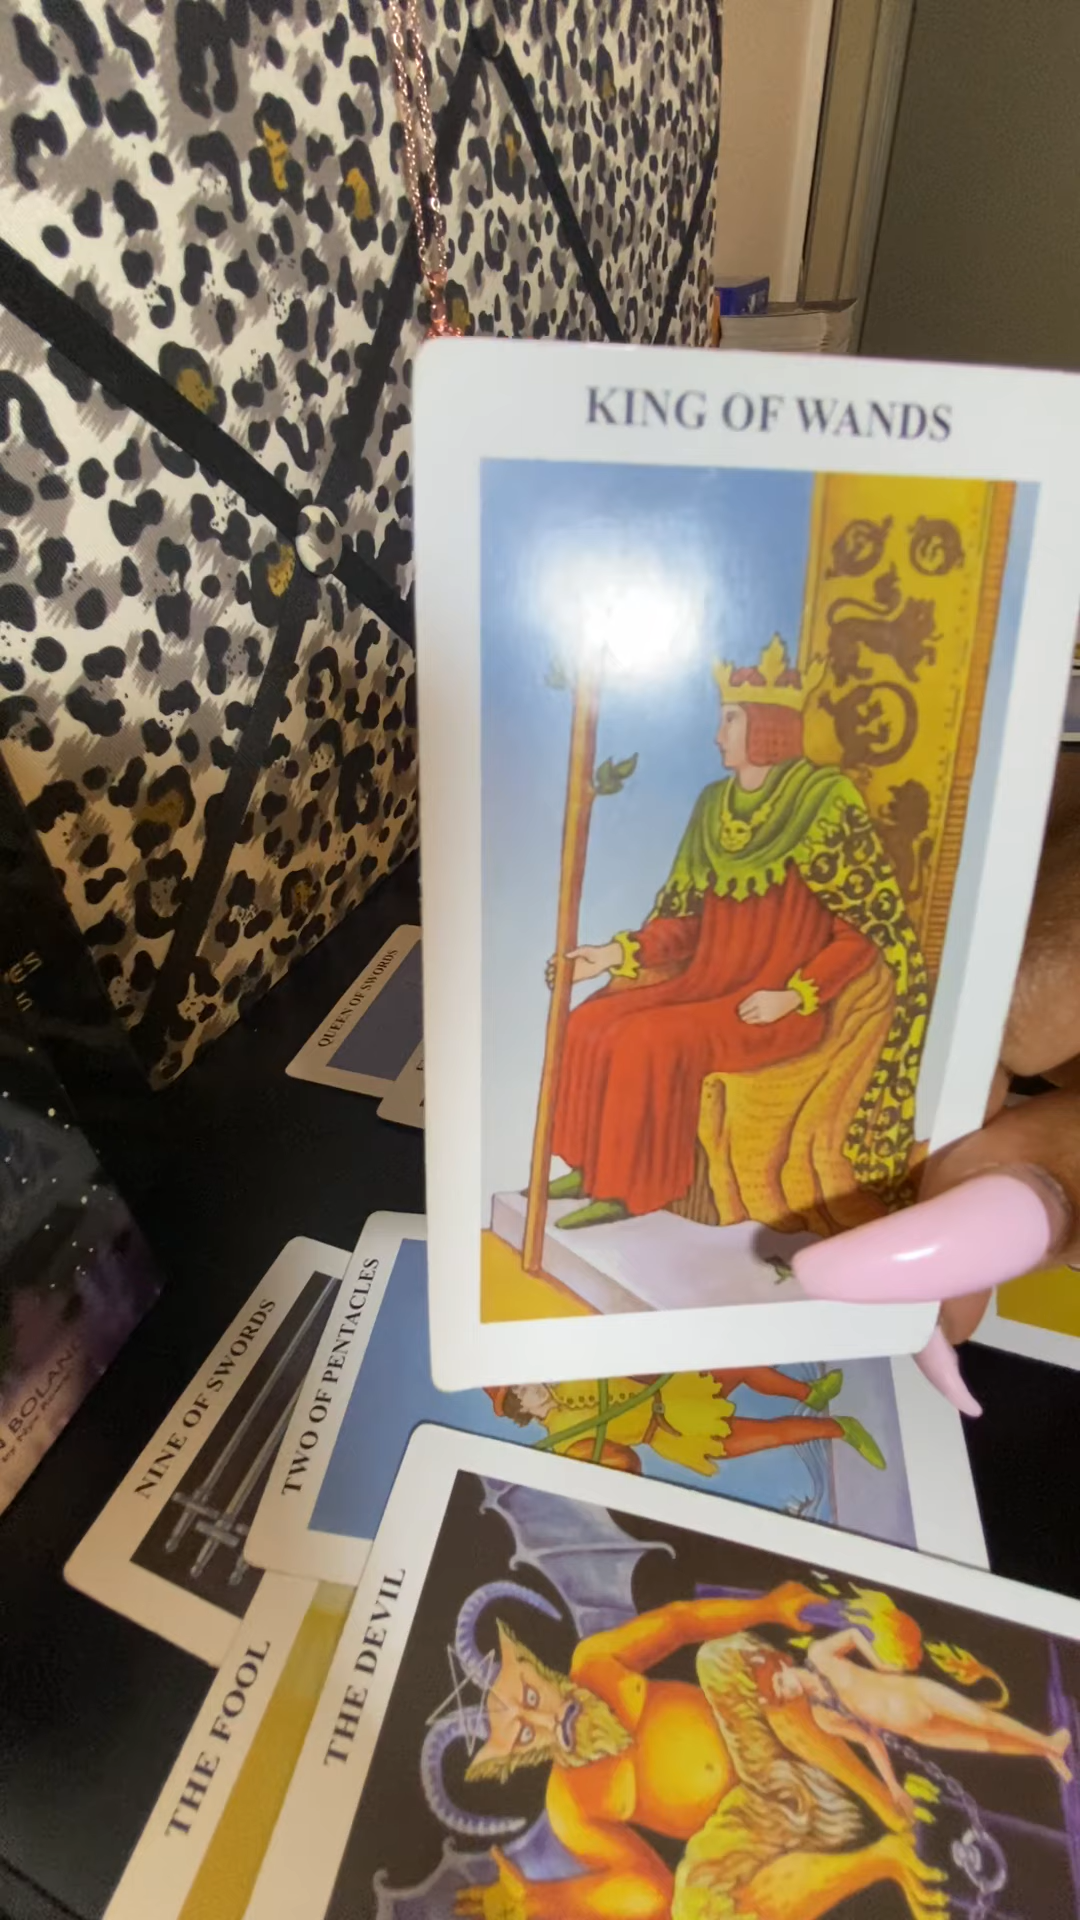 KING OF WANDS
QUEEN OF SWORDS
NINE OF SWORDS
TWO OF PENTACLES
THE DEVIL
THE FOOL